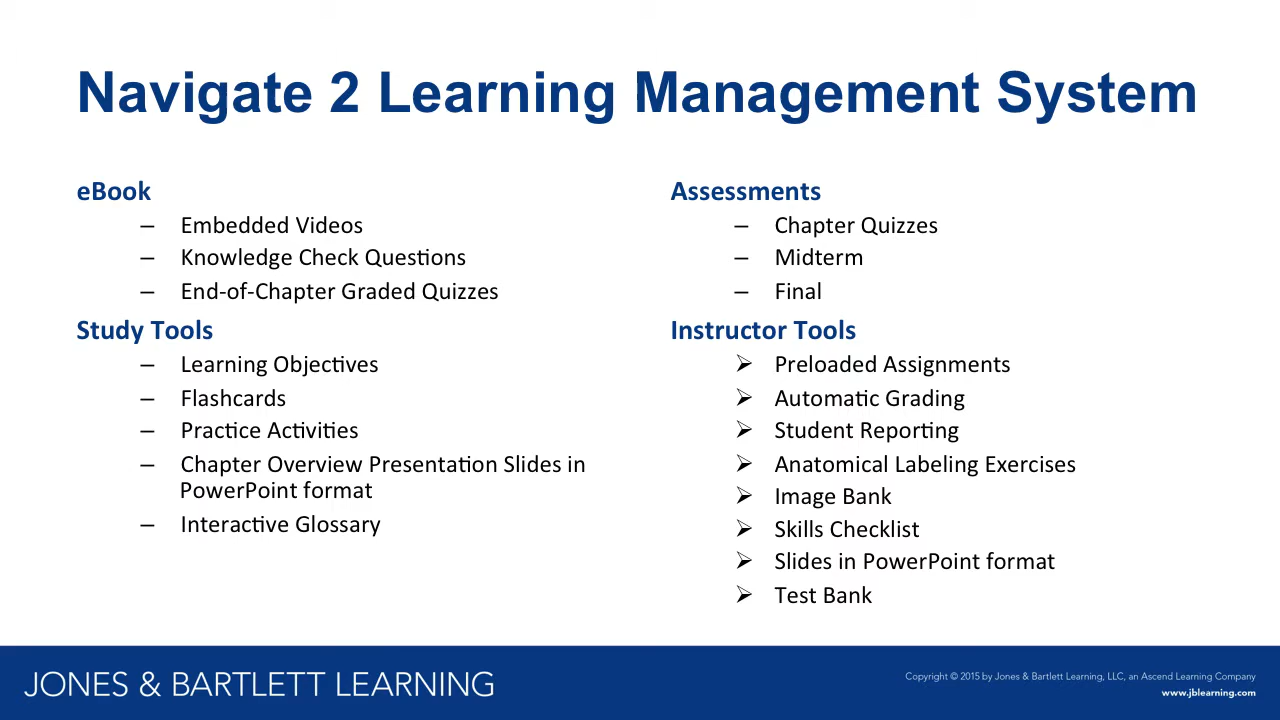 Navigate 2 Learning Management System
eBook
– Embedded Videos
– Knowledge Check Questions
– End-of-Chapter Graded Quizzes
Study Tools
– Learning Objectives
– Flashcards
– Practice Activities
– Chapter Overview Presentation Slides in
PowerPoint format
– Interactive Glossary
Assessments
– Chapter Quizzes
– Midterm
– Final
Instructor Tools
➢ Preloaded Assignments
➢ Automatic Grading
➢ Student Reporting
➢ Anatomical Labeling Exercises
➢ Image Bank
➢ Skills Checklist
➢ Slides in PowerPoint format
➢ Test Bank
JONES & BARTLETT LEARNING
Copyright © 2015 by Jones & Bartlett Learning, LLC, an Ascend Learning Company
www.jblearning.com